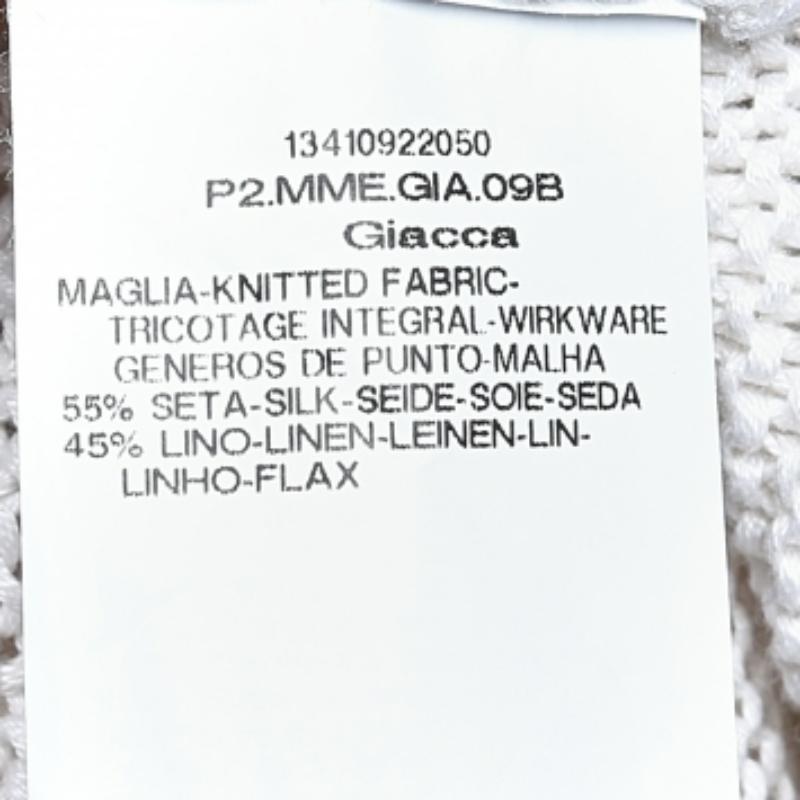 13410922050
P2.MME.GIA.09B
Giacca
MAGLIA-KNITTED FABRIC-
TRICOTAGE INTEGRAL-WIRKWARE
GENEROS DE PUNTO-MALHA
55% SETA-SILK-SEIDE-SOIE-SEDA
45% LINO-LINEN-LEINEN-LIN-
LINHO-FLAX